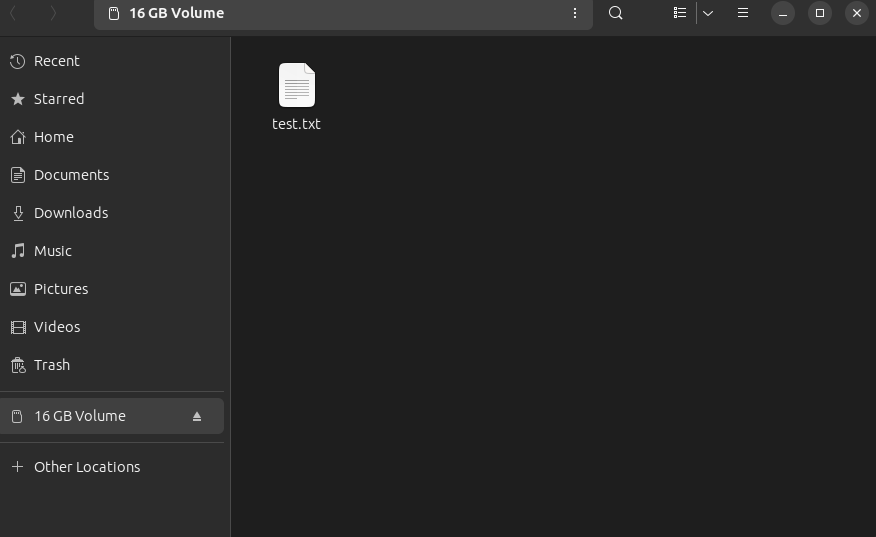 16 GB Volume
Recent
Starred
Home
Documents
Downloads
Music
Pictures
Videos
Trash
16 GB Volume
Other Locations
test.txt